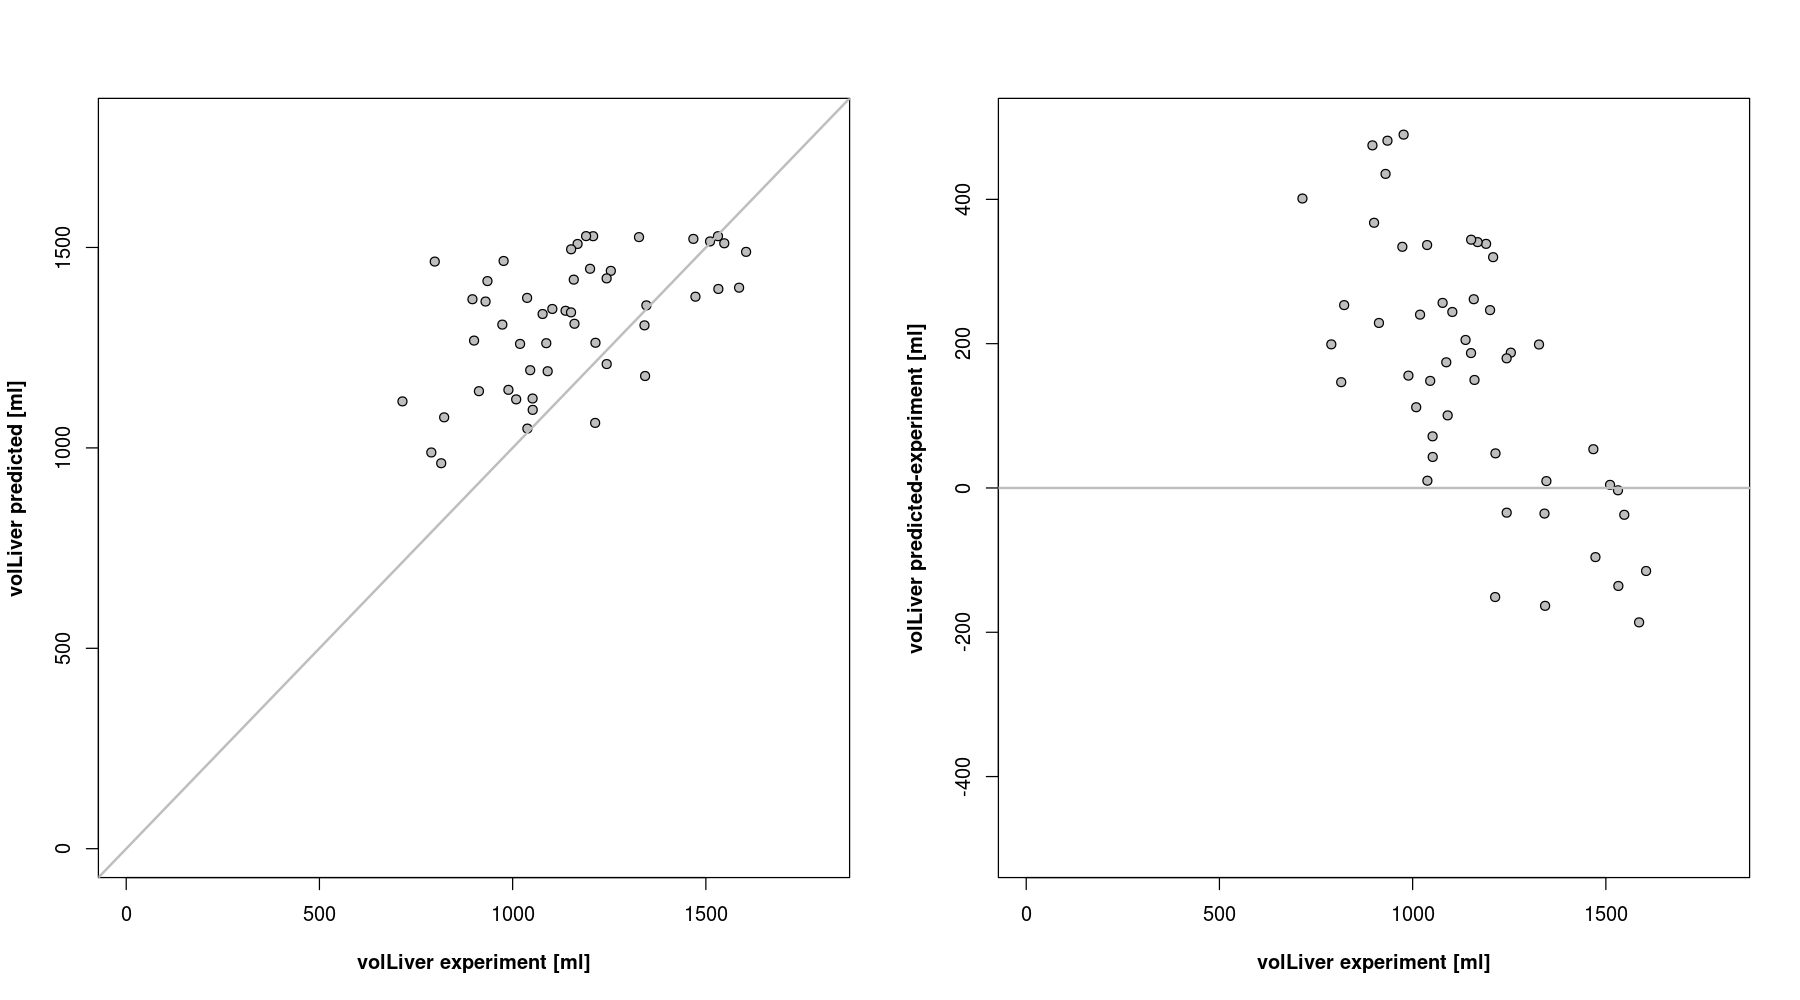 volLiver predicted [ml]
1500
1000
500
0
0 500 1000 1500
volLiver experiment [ml]
volLiver predicted-experiment [ml]
400
200
0
-200
-400
0 500 1000 1500
volLiver experiment [ml]